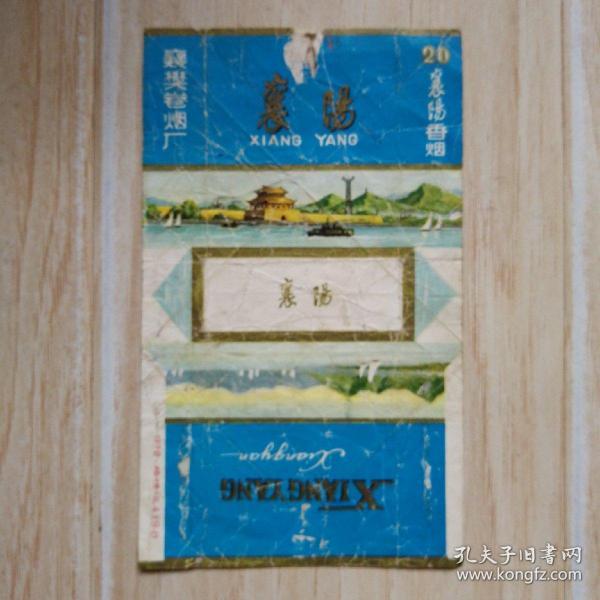 襄樊卷烟厂
襄陽
XIANG YANG
20
襄陽香烟
襄陽
Xiangyan
XIANGYANG
孔夫子旧书网
www.kongfz.com